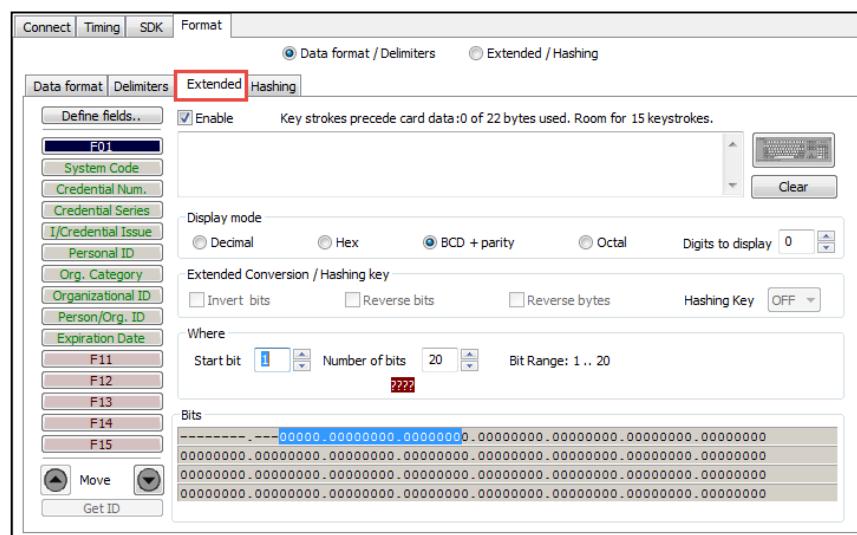 Connect Timing SDK Format
Data format / Delimiters Extended / Hashing
Data format Delimiters Extended Hashing
Define fields..
Enable Key strokes precede card data:0 of 22 bytes used. Room for 15 keystrokes.
F01
System Code
Credential Num.
Clear
Credential Series
I/Credential Issue
Personal ID
Org. Category
Organizational ID
Person/Org. ID
Expiration Date
F11
F12
F13
F14
F15
Move
Get ID
Display mode
Decimal Hex BCD + parity Octal Digits to display 0
Extended Conversion / Hashing key
Invert bits Reverse bits Reverse bytes Hashing Key OFF
Where
Start bit 1 Number of bits 20 Bit Range: 1 .. 20
????
Bits
--------.---00000.00000000.00000000.00000000.00000000.00000000.00000000
00000000.00000000.00000000.00000000.00000000.00000000.00000000.00000000
00000000.00000000.00000000.00000000.00000000.00000000.00000000.00000000
00000000.00000000.00000000.00000000.00000000.00000000.00000000.00000000